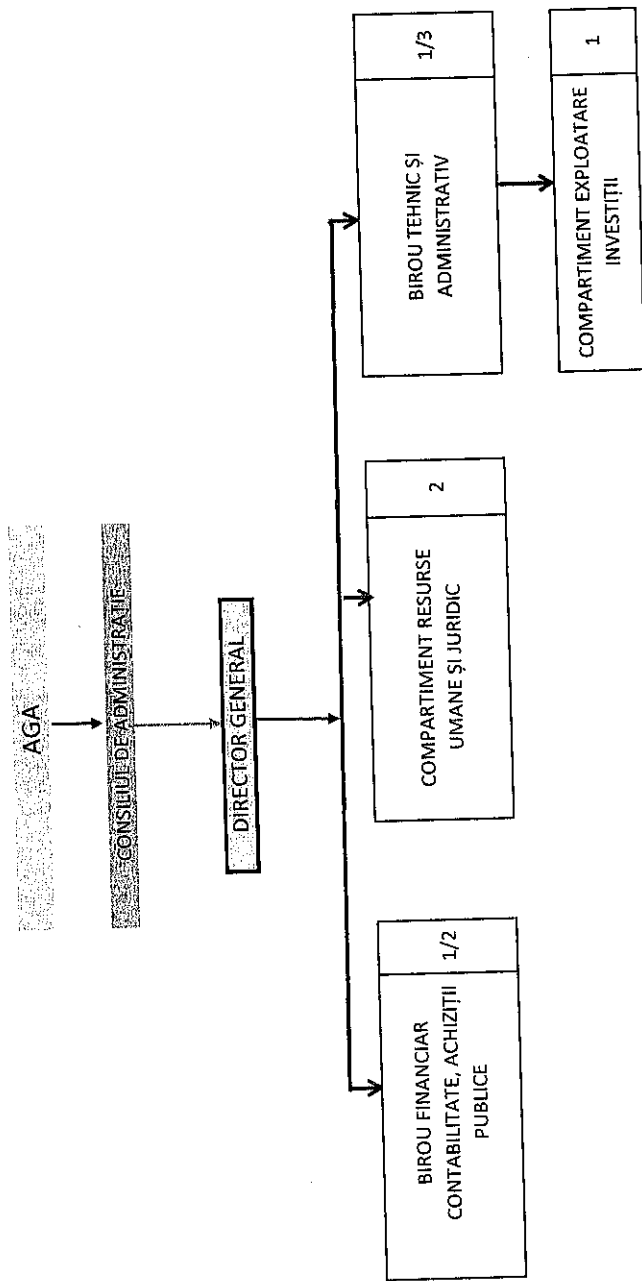 AGA
CONSILIUL DE ADMINISTRAȚIE
DIRECTOR GENERAL
BIROU FINANCIAR
CONTABILITATE, ACHIZIȚII
PUBLICE
1/2
COMPARTIMENT RESURSE
UMANE ȘI JURIDIC
2
BIROU TEHNIC ȘI
ADMINISTRATIV
1/3
COMPARTIMENT EXPLOATARE
INVESTIȚII
1